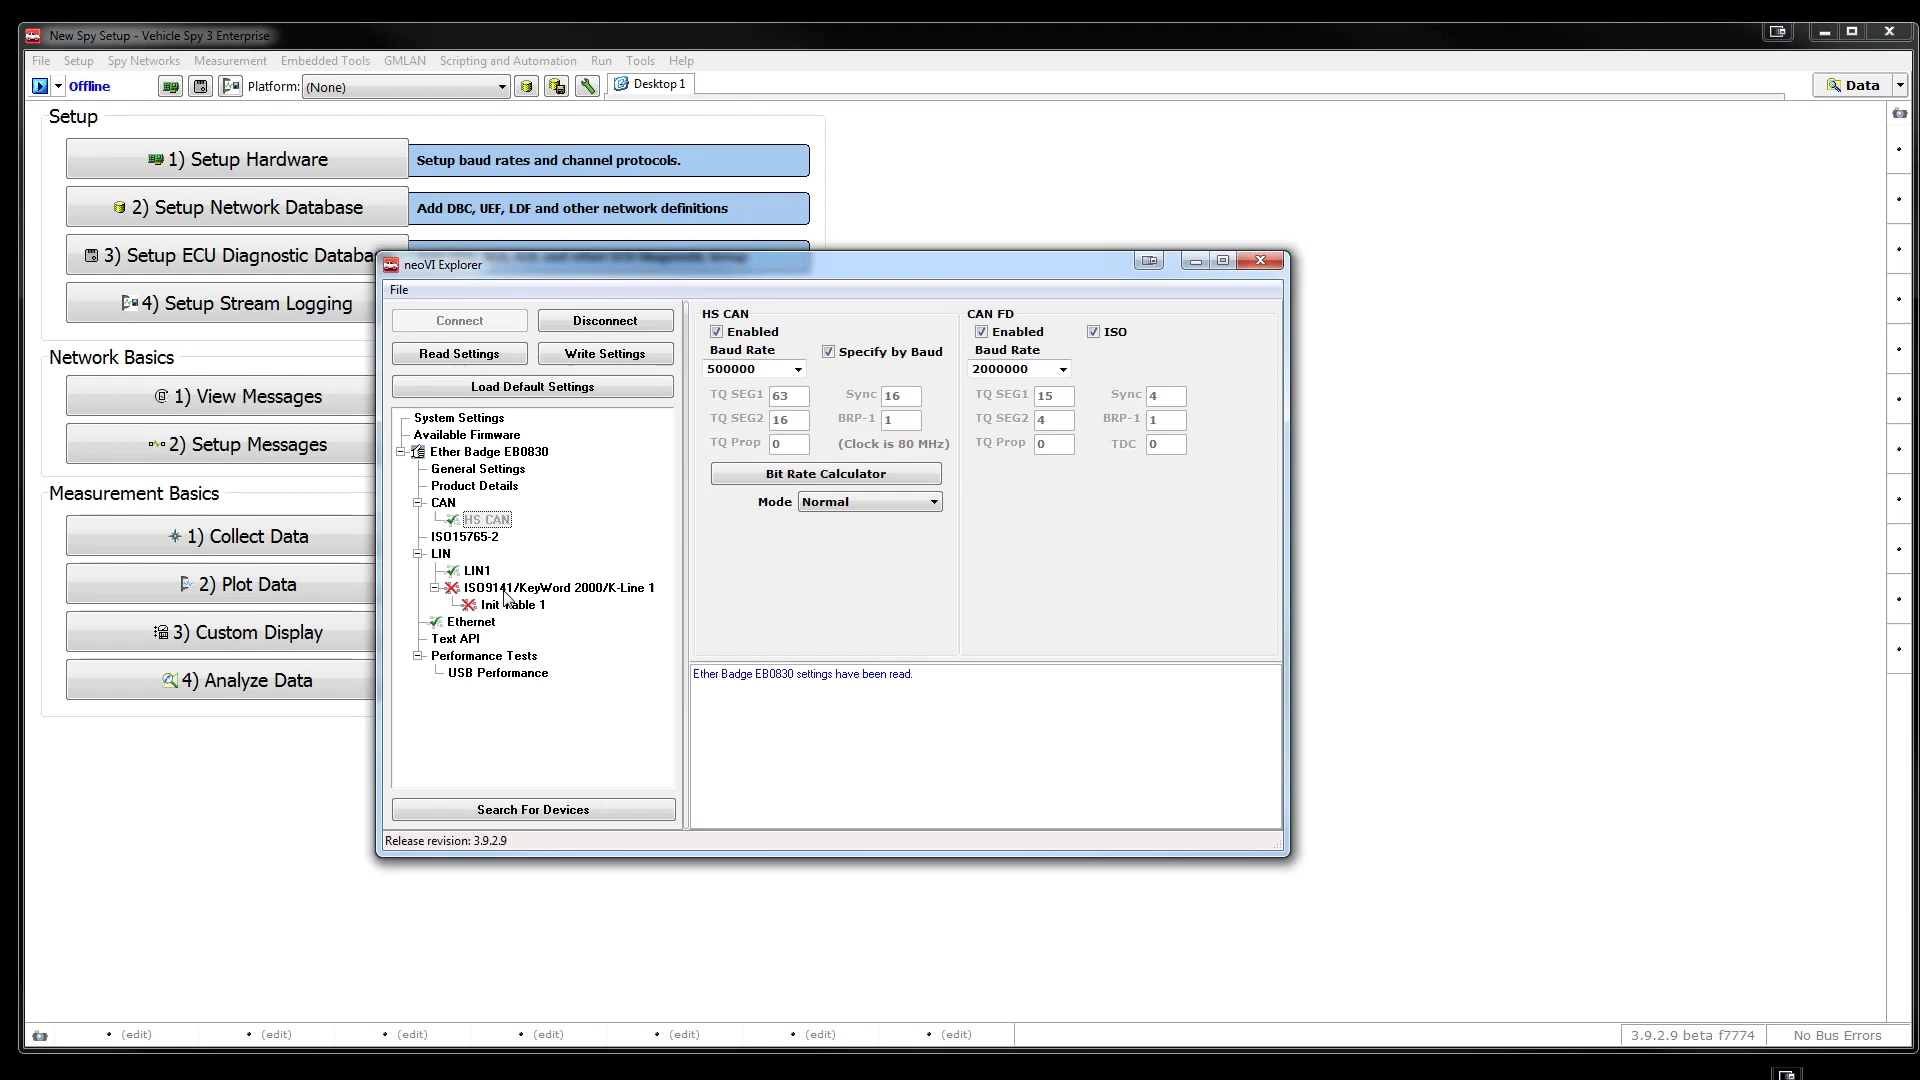 New Spy Setup - Vehicle Spy 3 Enterprise
File Setup Spy Networks Measurement Embedded Tools GMLAN Scripting and Automation Run Tools Help
Offline Platform: (None) Desktop 1 Data
Setup
1) Setup Hardware Setup baud rates and channel protocols.
2) Setup Network Database Add DBC, UEF, LDF and other network definitions
3) Setup ECU Diagnostic Databa
4) Setup Stream Logging
Network Basics
1) View Messages
2) Setup Messages
Measurement Basics
1) Collect Data
2) Plot Data
3) Custom Display
4) Analyze Data
neoVI Explorer
File
Connect Disconnect
Read Settings Write Settings
Load Default Settings
System Settings
Available Firmware
Ether Badge EB0830
General Settings
Product Details
CAN
HS CAN
ISO15765-2
LIN
LIN1
ISO9141/KeyWord 2000/K-Line 1
Init Table 1
Ethernet
Text API
Performance Tests
USB Performance
Search For Devices
Release revision: 3.9.2.9
HS CAN
Enabled
Baud Rate Specify by Baud
500000
TQ SEG1 63 Sync 16
TQ SEG2 16 BRP-1 1
TQ Prop 0 (Clock is 80 MHz)
Bit Rate Calculator
Mode Normal
CAN FD
Enabled ISO
Baud Rate
2000000
TQ SEG1 15 Sync 4
TQ SEG2 4 BRP-1 1
TQ Prop 0 TDC 0
Ether Badge EB0830 settings have been read.
(edit) (edit) (edit) (edit) (edit) (edit) (edit) 3.9.2.9 beta f7774 No Bus Errors